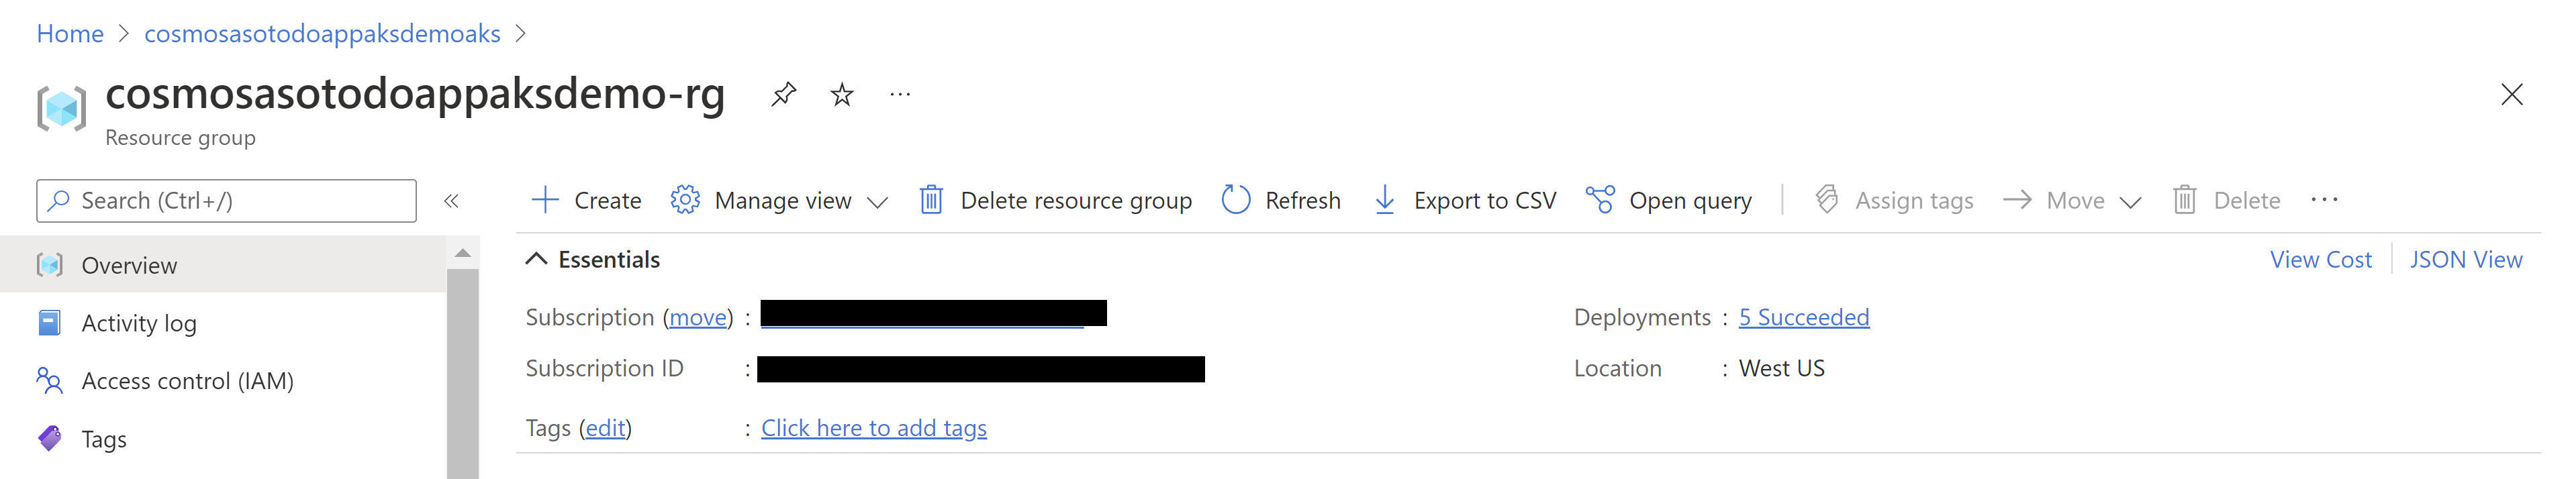 Home > cosmosasotodoappaksdemoaks >
cosmosasotodoappaksdemo-rg ...
Resource group
Search (Ctrl+/) «
Create Manage view Delete resource group Refresh Export to CSV Open query Assign tags Move Delete ...
Overview
Activity log
Access control (IAM)
Tags
Essentials View Cost JSON View
Subscription (move) : Deployments : 5 Succeeded
Subscription ID : Location : West US
Tags (edit) : Click here to add tags